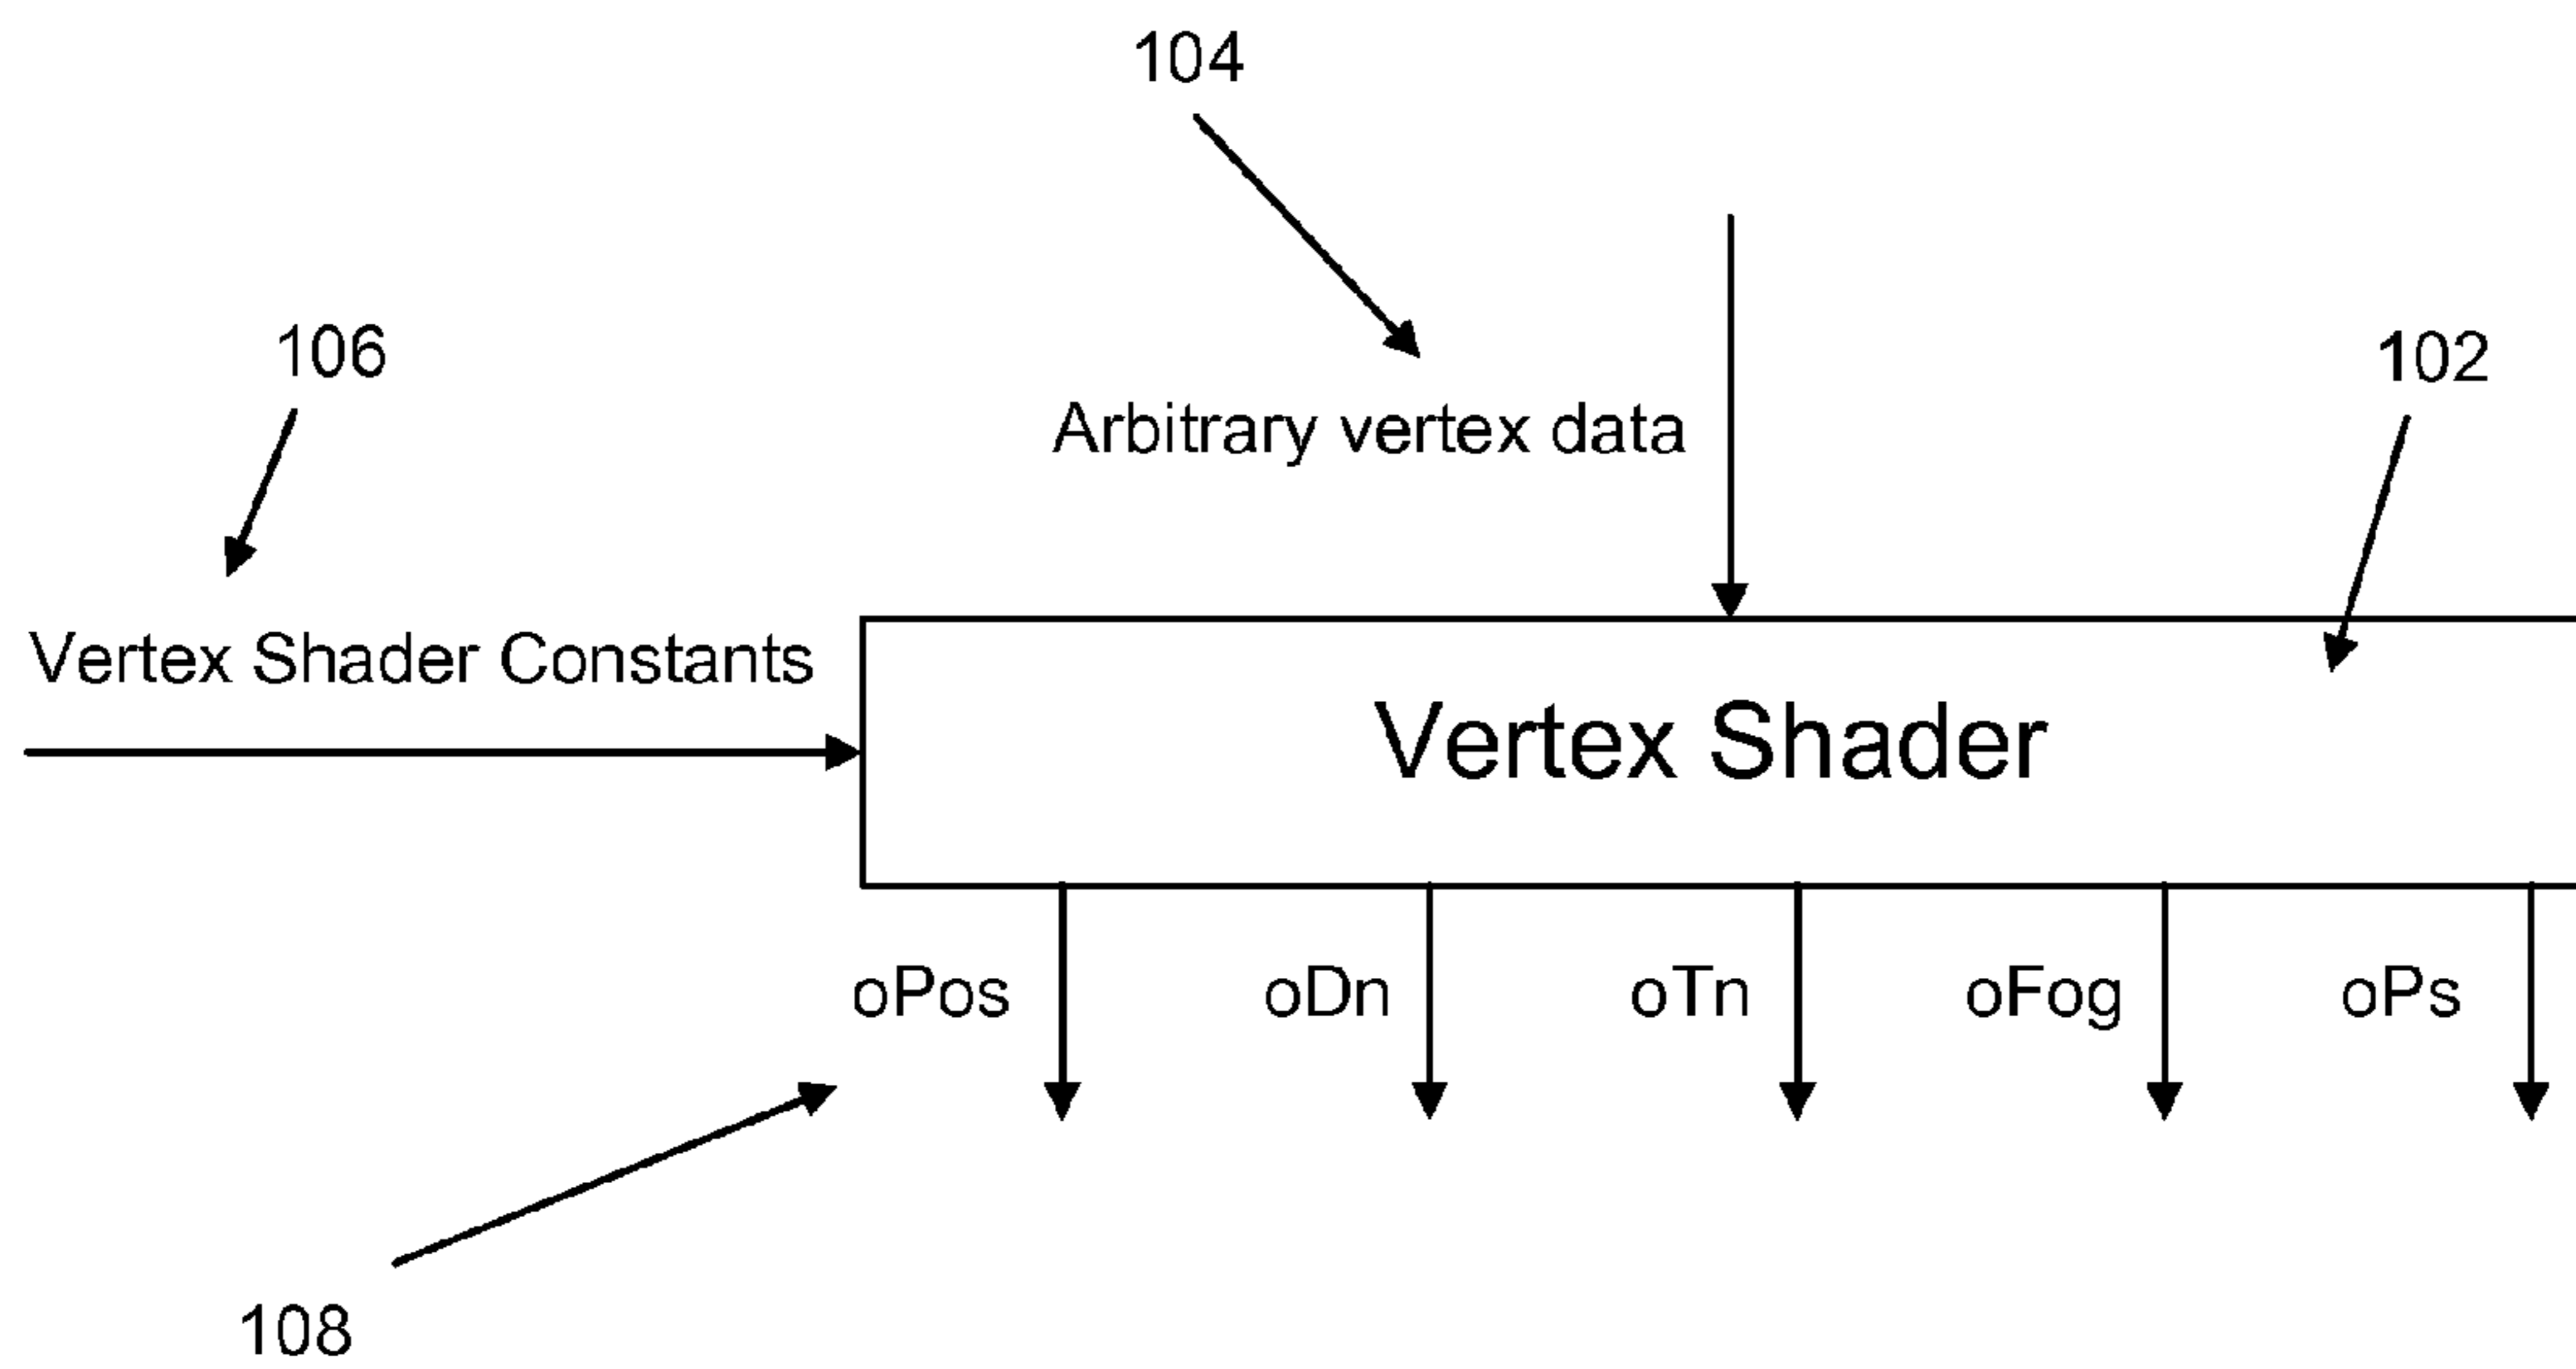 104
106
102
Arbitrary vertex data
Vertex Shader Constants
Vertex Shader
oPos oDn oTn oFog oPs
108